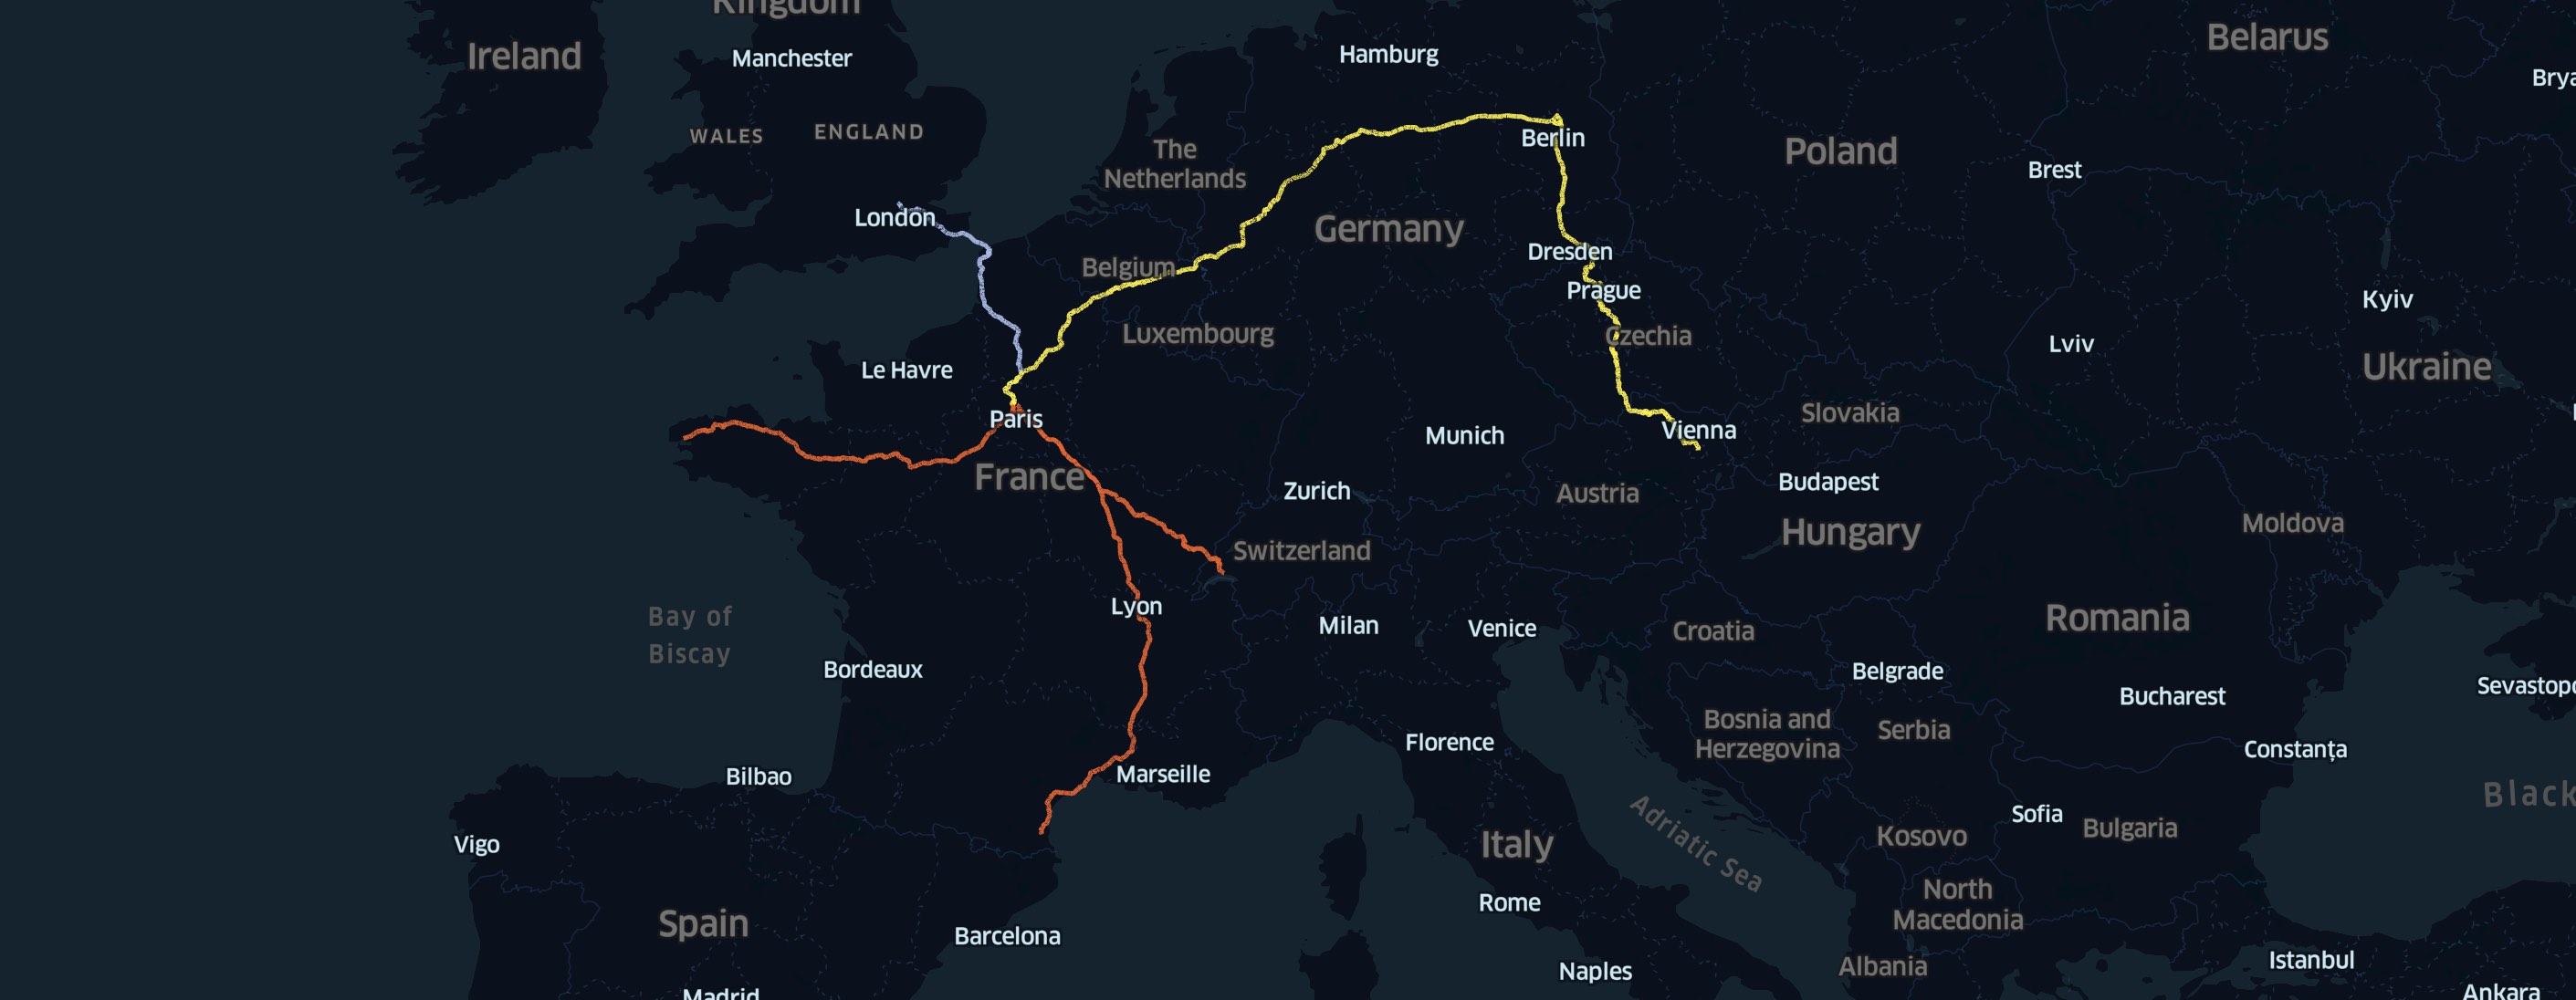 Kingdom
Ireland
Manchester
Hamburg
Belarus
Brya
WALES
ENGLAND
The
Netherlands
Berlin
Poland
Brest
London
Germany
Belgium
Dresden
Prague
Kyiv
Luxembourg
Czechia
Lviv
Ukraine
Le Havre
Paris
Slovakia
Munich
Vienna
France
Zurich
Austria
Budapest
Hungary
Moldova
Switzerland
Lyon
Bay of
Biscay
Milan
Venice
Croatia
Romania
Bordeaux
Belgrade
Bucharest
Sevastopo
Bosnia and
Herzegovina
Serbia
Florence
Constanța
Bilbao
Marseille
Black
Adriatic Sea
Sofia
Bulgaria
Kosovo
Vigo
Italy
North
Macedonia
Rome
Spain
Barcelona
Albania
Naples
Istanbul
Madrid
Ankara